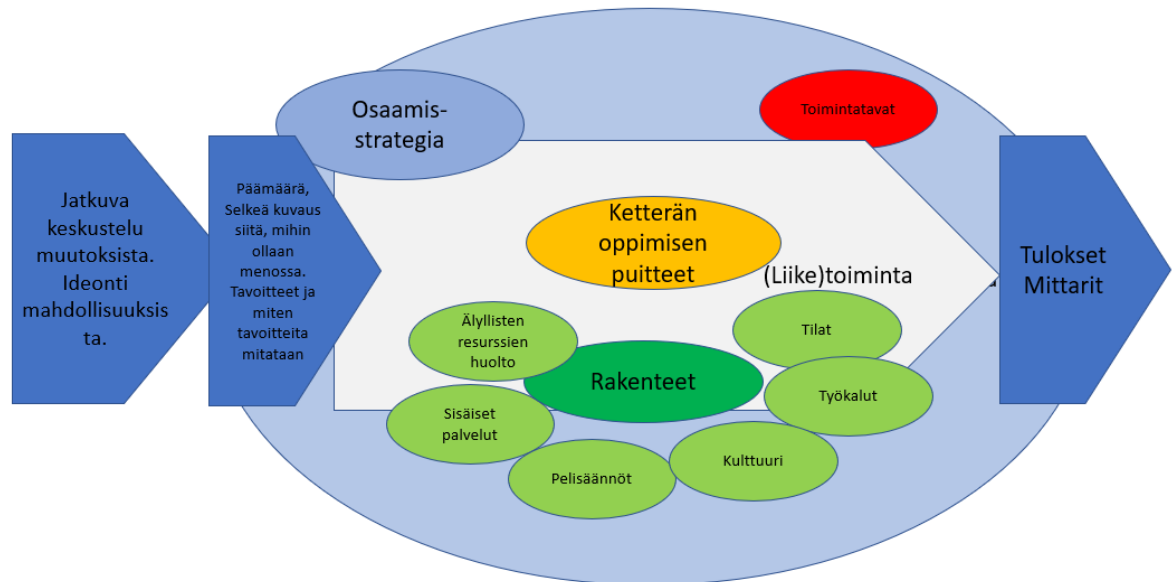 Osaamis-
strategia
Toimintatavat
Jatkuva
keskustelu
muutoksista.
Ideonti
mahdollisuuksis
ta.
Päämäärä,
Selkeä kuvaus
siitä, mihin
ollaan
menossa.
Tavoitteet ja
miten
tavoitteita
mitataan
Ketterän
oppimisen
puitteet
(Liike)toiminta
Tulokset
Mittarit
Älyllisten
resurssien
huolto
Tilat
Rakenteet
Työkalut
Sisäiset
palvelut
Kulttuuri
Pelisäännöt